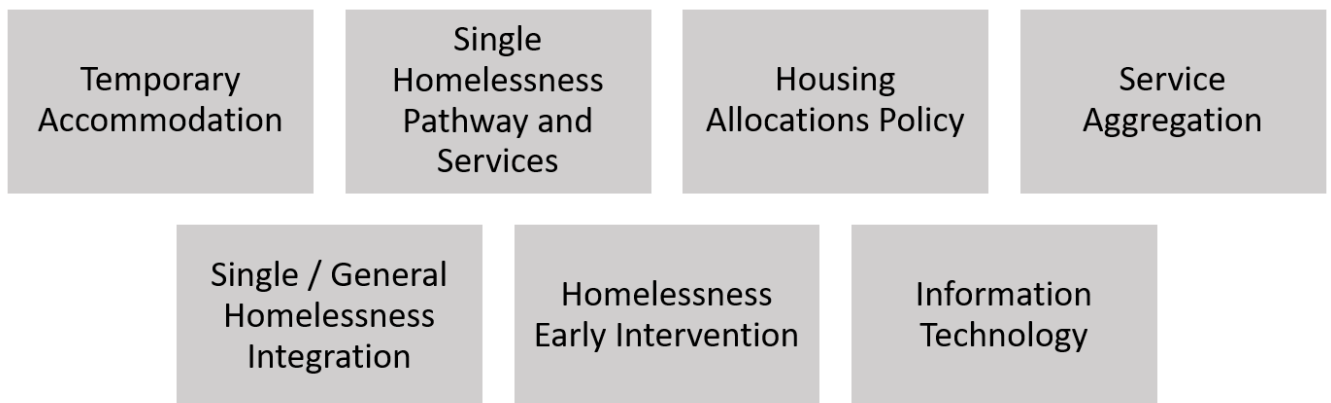 Temporary
Accommodation
Single
Homelessness
Pathway and
Services
Housing
Allocations Policy
Service
Aggregation
Single / General
Homelessness
Integration
Homelessness
Early Intervention
Information
Technology